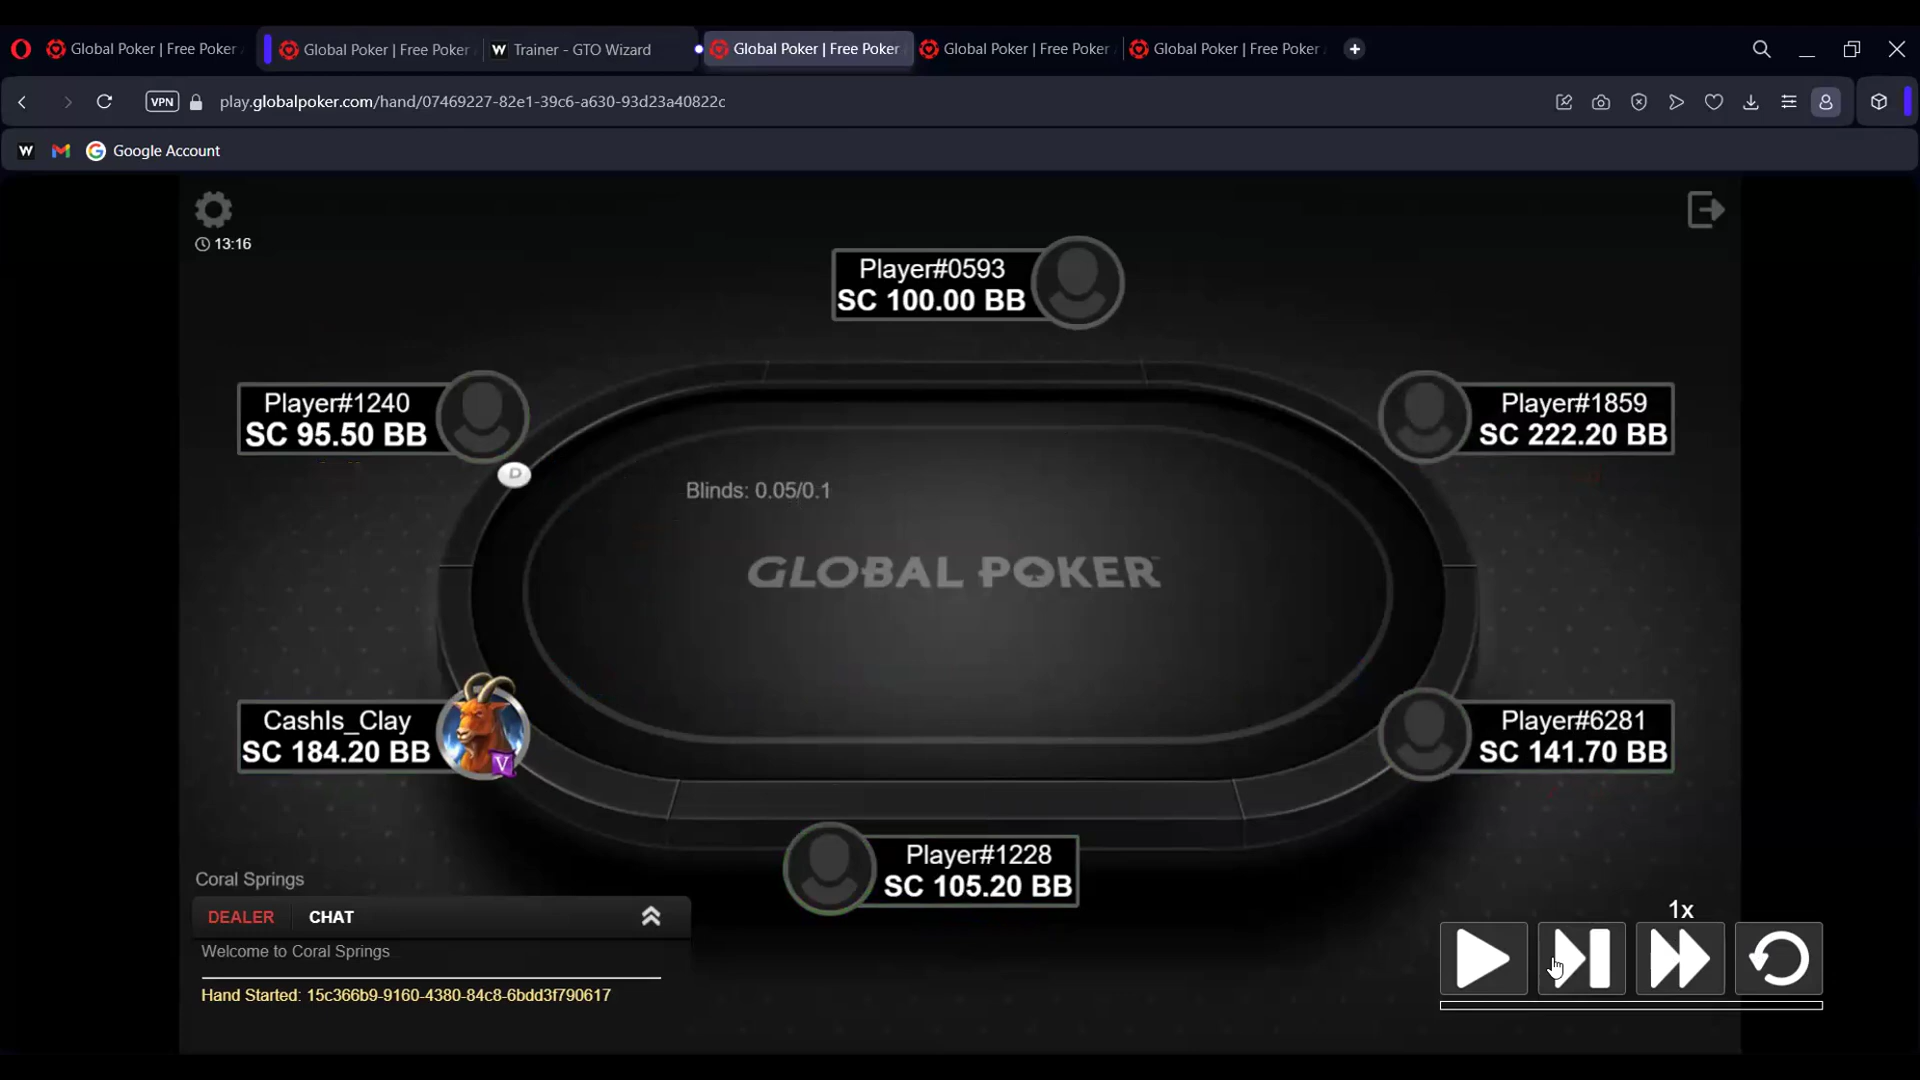 Global Poker | Free Poker
Global Poker | Free Poker
Trainer - GTO Wizard
Global Poker | Free Poker
Global Poker | Free Poker
Global Poker | Free Poker
VPN
play.globalpoker.com/hand/07469227-82e1-39c6-a630-93d23a40822c
W
Google Account
13:16
Player#0593
SC 100.00 BB
Player#1240
SC 95.50 BB
Player#1859
SC 222.20 BB
D
Blinds: 0.05/0.1
GLOBAL POKER
CashIs_Clay
SC 184.20 BB
V
Player#6281
SC 141.70 BB
Player#1228
SC 105.20 BB
Coral Springs
DEALER CHAT
Welcome to Coral Springs
Hand Started: 15c366b9-9160-4380-84c8-6bdd3f790617
1x